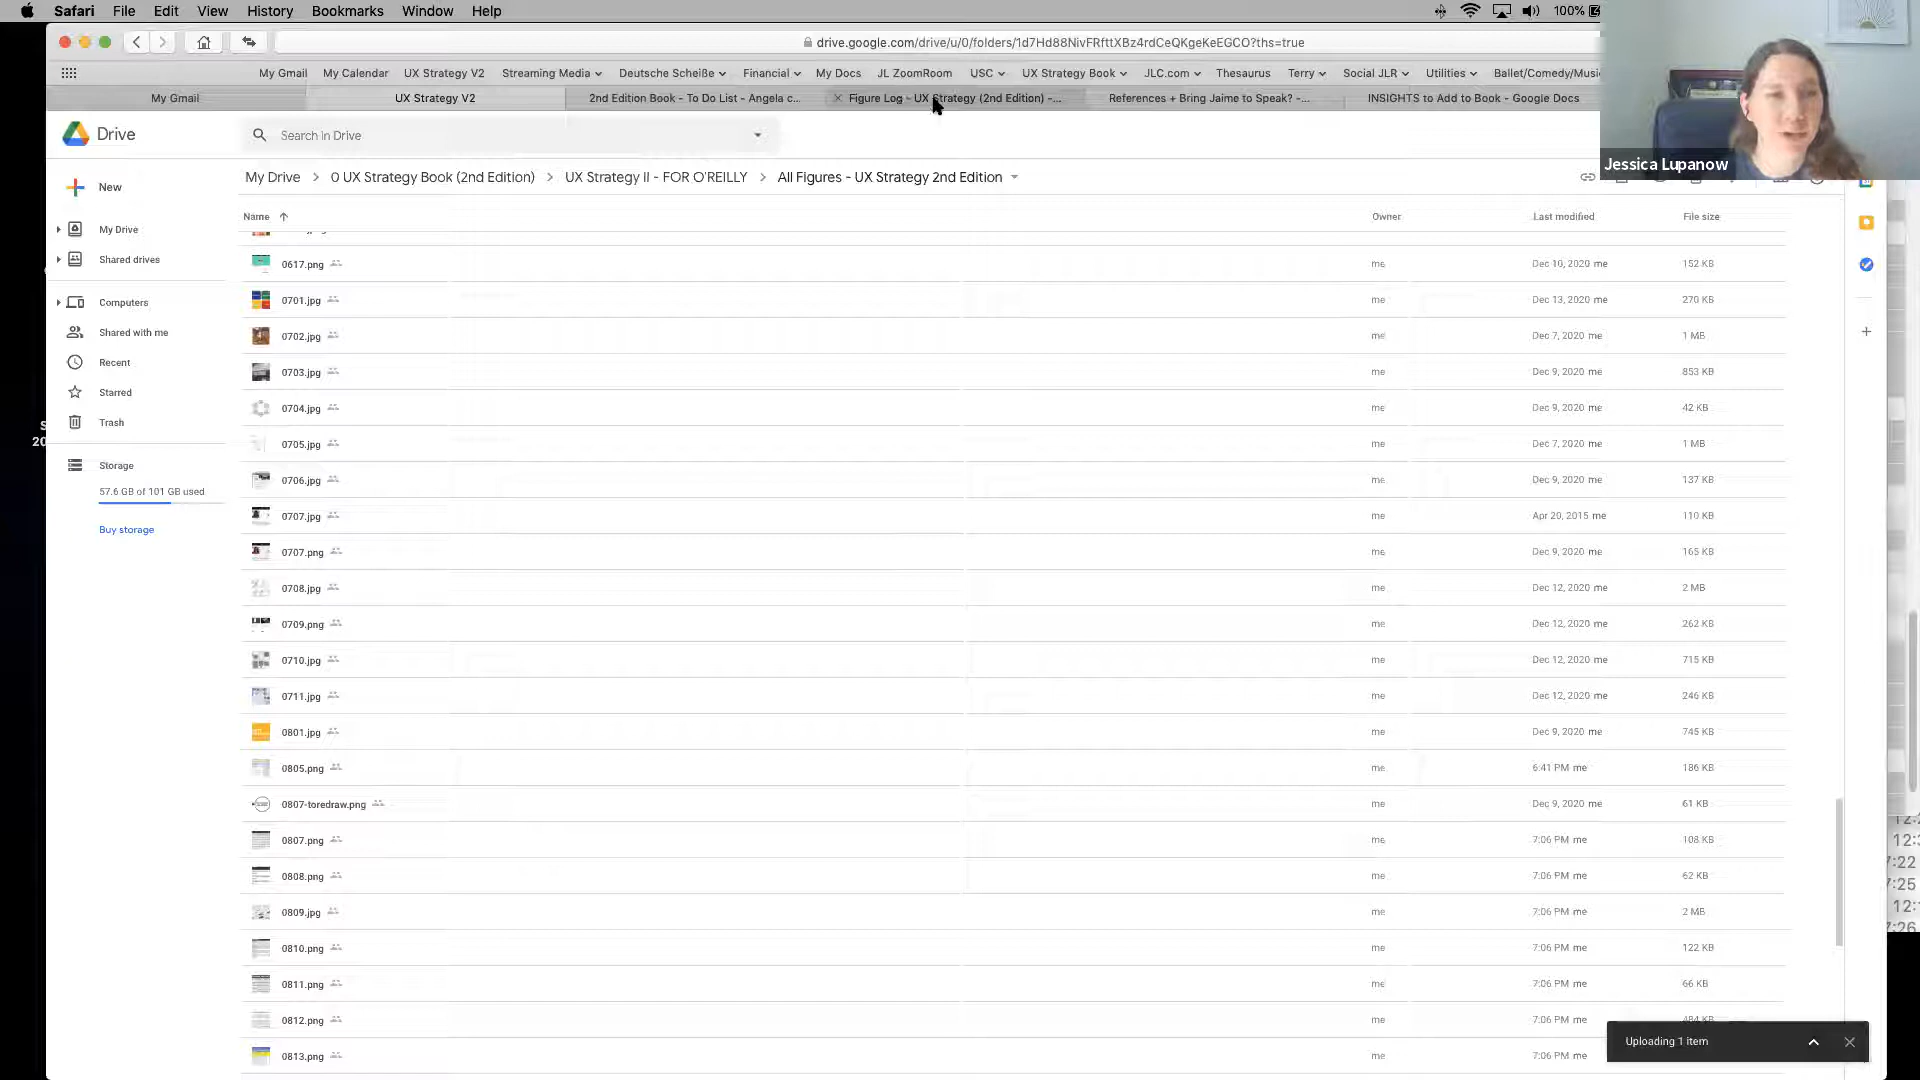 Safari File Edit View History Bookmarks Window Help 100%
drive.google.com/drive/u/0/folders/1d7Hd88NivFRfttXBz4rdCeQKgeKeEGCO?ths=true
My Gmail My Calendar UX Strategy V2 Streaming Media Deutsche Scheiße Financial My Docs JL ZoomRoom USC UX Strategy Book JLC.com Thesaurus Terry Social JLR Utilities Ballet/Comedy/Musi
My Gmail UX Strategy V2 2nd Edition Book - To Do List - Angela c... Figure Log - UX Strategy (2nd Edition) -... References + Bring Jaime to Speak? -... INSIGHTS to Add to Book - Google Docs
Drive Search in Drive
Jessica Lupanow
My Drive > 0 UX Strategy Book (2nd Edition) > UX Strategy II - FOR O'REILLY > All Figures - UX Strategy 2nd Edition
New
My Drive
Shared drives
Computers
Shared with me
Recent
Starred
Trash
Storage
57.6 GB of 101 GB used
Buy storage
Name Owner Last modified File size
0617.png me Dec 10, 2020 me 152 KB
0701.jpg me Dec 13, 2020 me 270 KB
0702.jpg me Dec 7, 2020 me 1 MB
0703.jpg me Dec 9, 2020 me 853 KB
0704.jpg me Dec 9, 2020 me 42 KB
0705.jpg me Dec 7, 2020 me 1 MB
0706.jpg me Dec 9, 2020 me 137 KB
0707.jpg me Apr 20, 2015 me 110 KB
0707.png me Dec 9, 2020 me 165 KB
0708.jpg me Dec 12, 2020 me 2 MB
0709.png me Dec 12, 2020 me 262 KB
0710.jpg me Dec 12, 2020 me 715 KB
0711.jpg me Dec 12, 2020 me 246 KB
0801.jpg me Dec 9, 2020 me 745 KB
0805.png me 6:41 PM me 186 KB
0807-toredraw.png me Dec 9, 2020 me 61 KB
0807.png me 7:06 PM me 108 KB
0808.png me 7:06 PM me 62 KB
0809.jpg me 7:06 PM me 2 MB
0810.png me 7:06 PM me 122 KB
0811.png me 7:06 PM me 66 KB
0812.png me 7:06 PM me 484 KB
0813.png me 7:06 PM me
Uploading 1 item